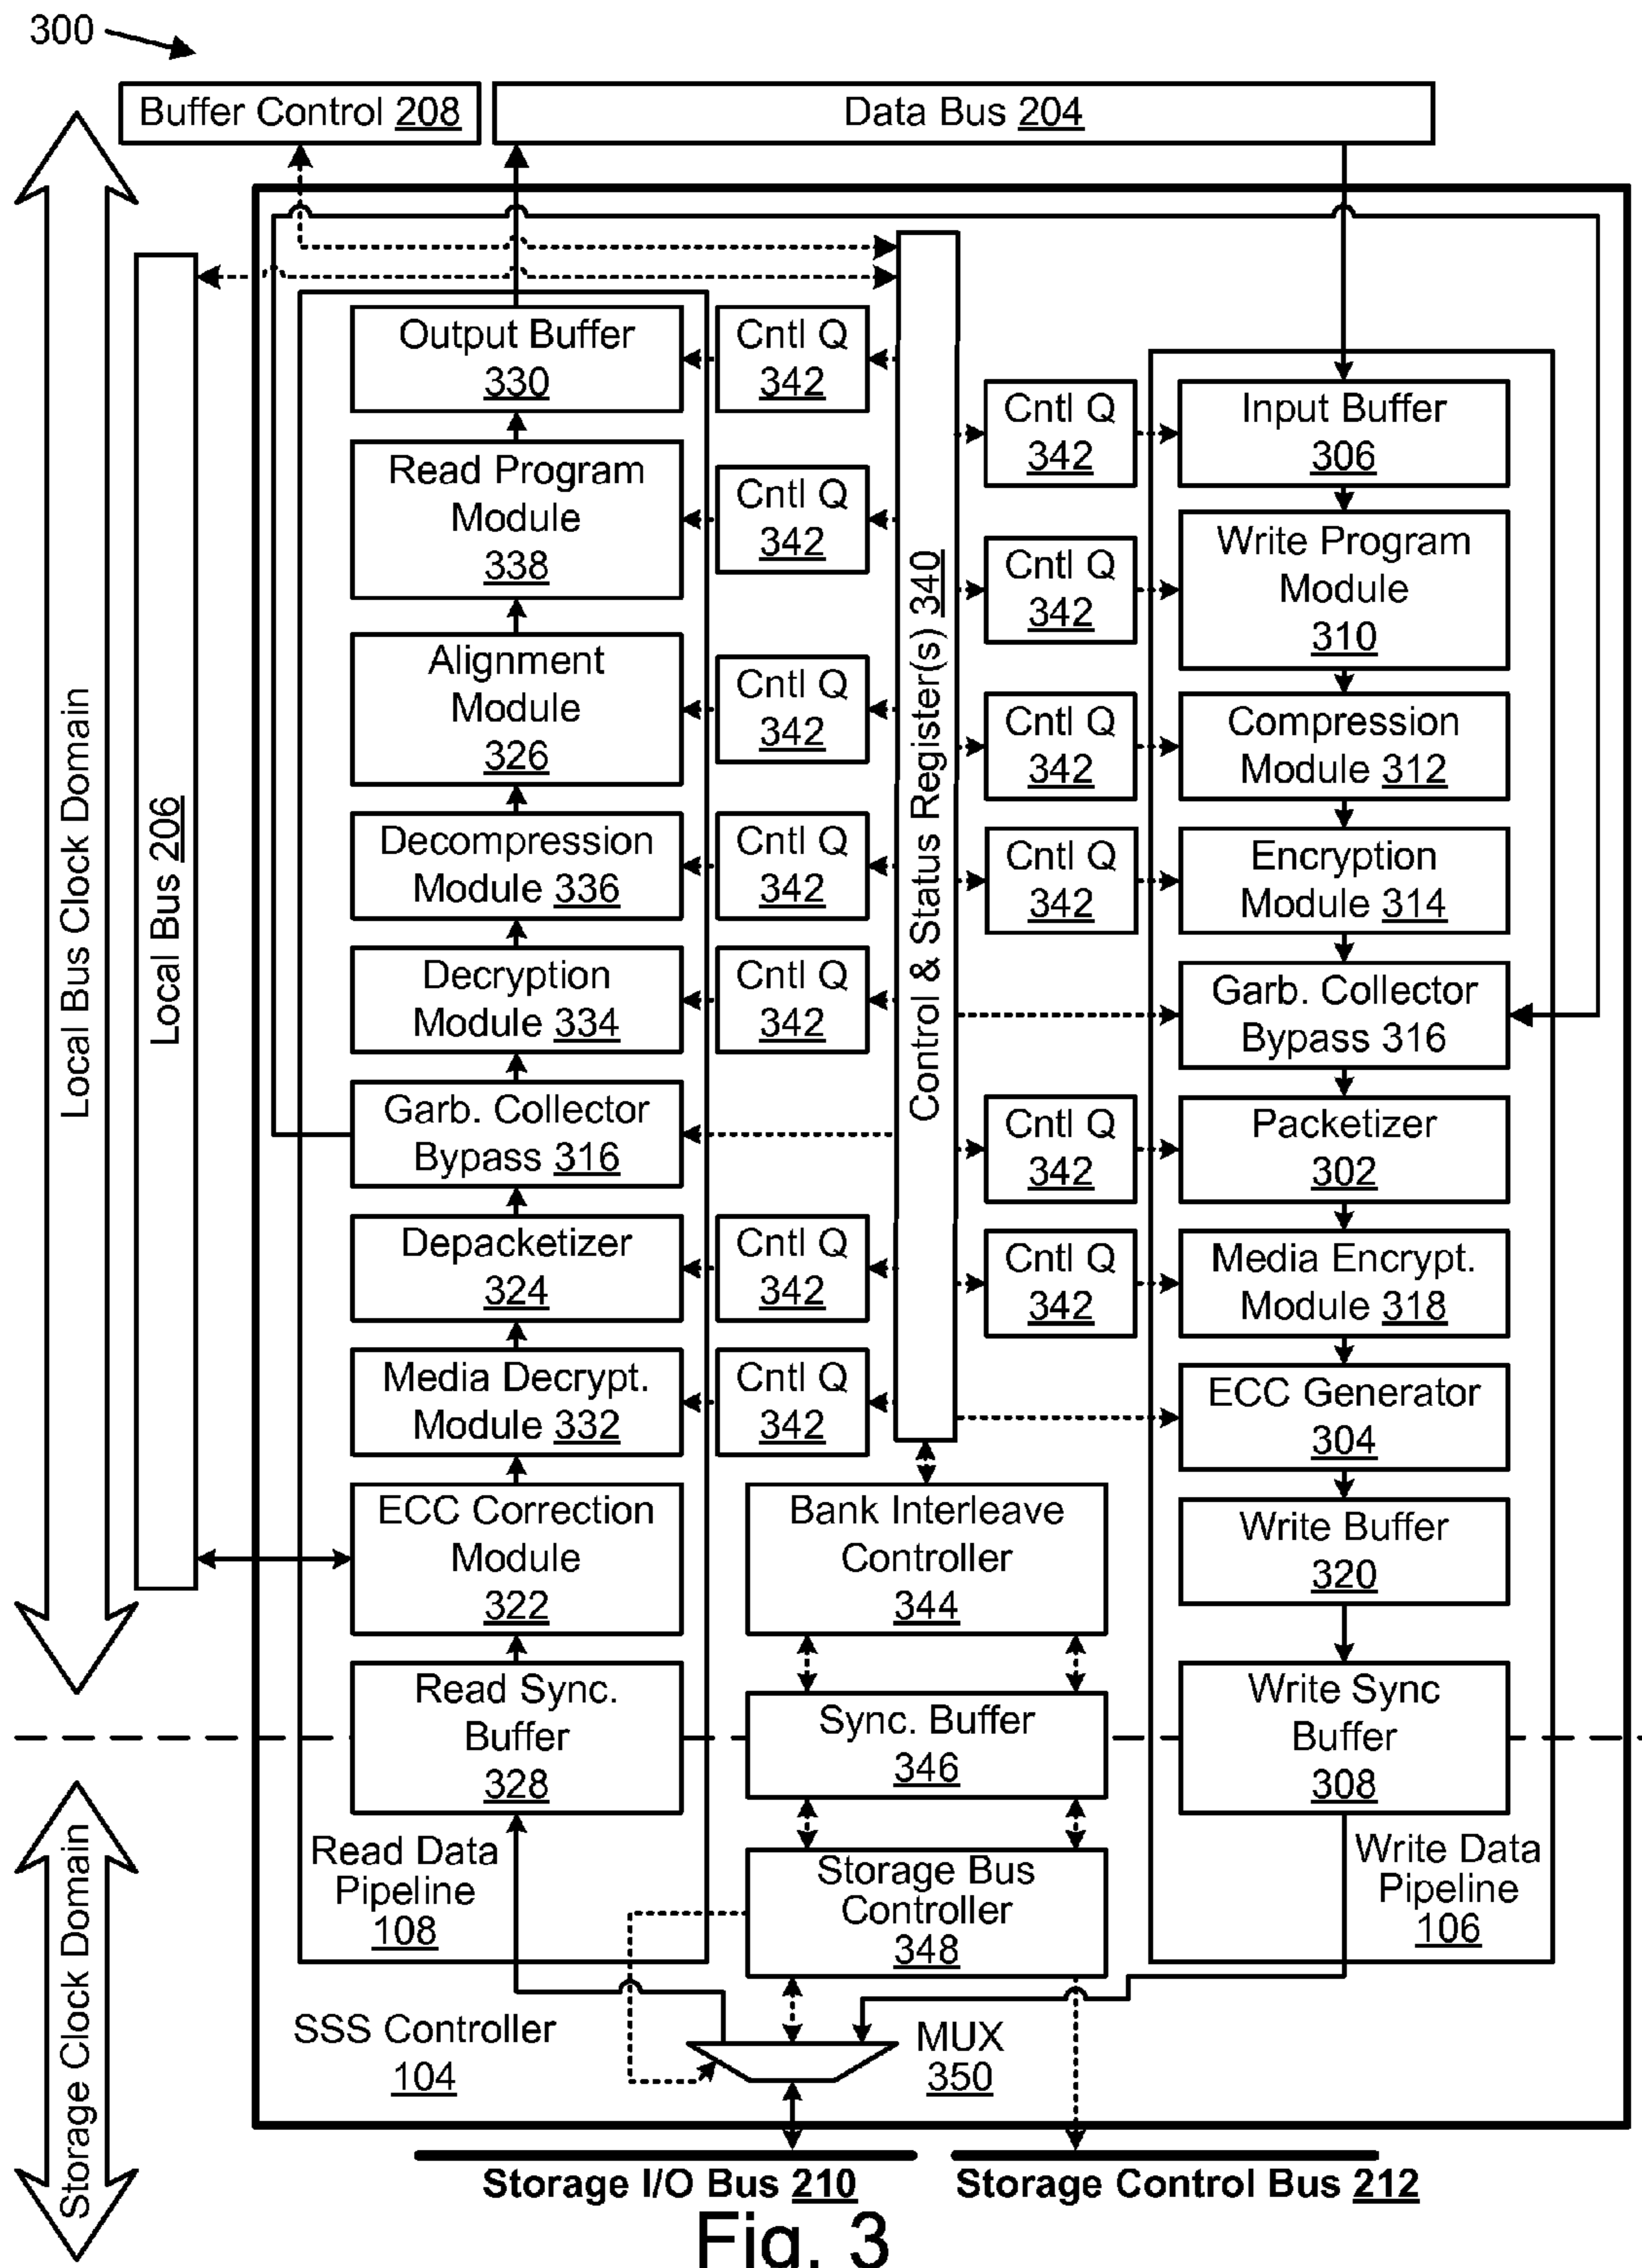 300
Buffer Control 208
Data Bus 204
Local Bus Clock Domain
Local Bus 206
Output Buffer
330
Cntl Q
342
Read Program
Module
338
Cntl Q
342
Alignment
Module
326
Cntl Q
342
Decompression
Module 336
Cntl Q
342
Decryption
Module 334
Cntl Q
342
Garb. Collector
Bypass 316
Depacketizer
324
Cntl Q
342
Media Decrypt.
Module 332
Cntl Q
342
ECC Correction
Module
322
Read Sync.
Buffer
328
Read Data
Pipeline
108
Control & Status Register(s) 340
Bank Interleave
Controller
344
Sync. Buffer
346
Storage Bus
Controller
348
Cntl Q
342
Input Buffer
306
Cntl Q
342
Write Program
Module
310
Cntl Q
342
Compression
Module 312
Cntl Q
342
Encryption
Module 314
Garb. Collector
Bypass 316
Cntl Q
342
Packetizer
302
Cntl Q
342
Media Encrypt.
Module 318
ECC Generator
304
Write Buffer
320
Write Sync
Buffer
308
Write Data
Pipeline
106
Storage Clock Domain
SSS Controller
104
MUX
350
Storage I/O Bus 210
Storage Control Bus 212
Fig. 3